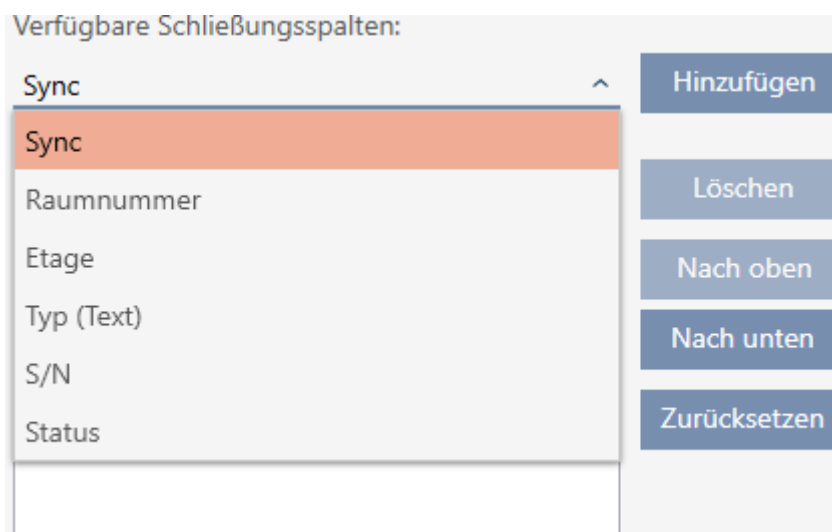 Verfügbare Schließungsspalten:
Sync
Hinzufügen
Sync
Raumnummer
Löschen
Etage
Nach oben
Typ (Text)
Nach unten
S/N
Status
Zurücksetzen